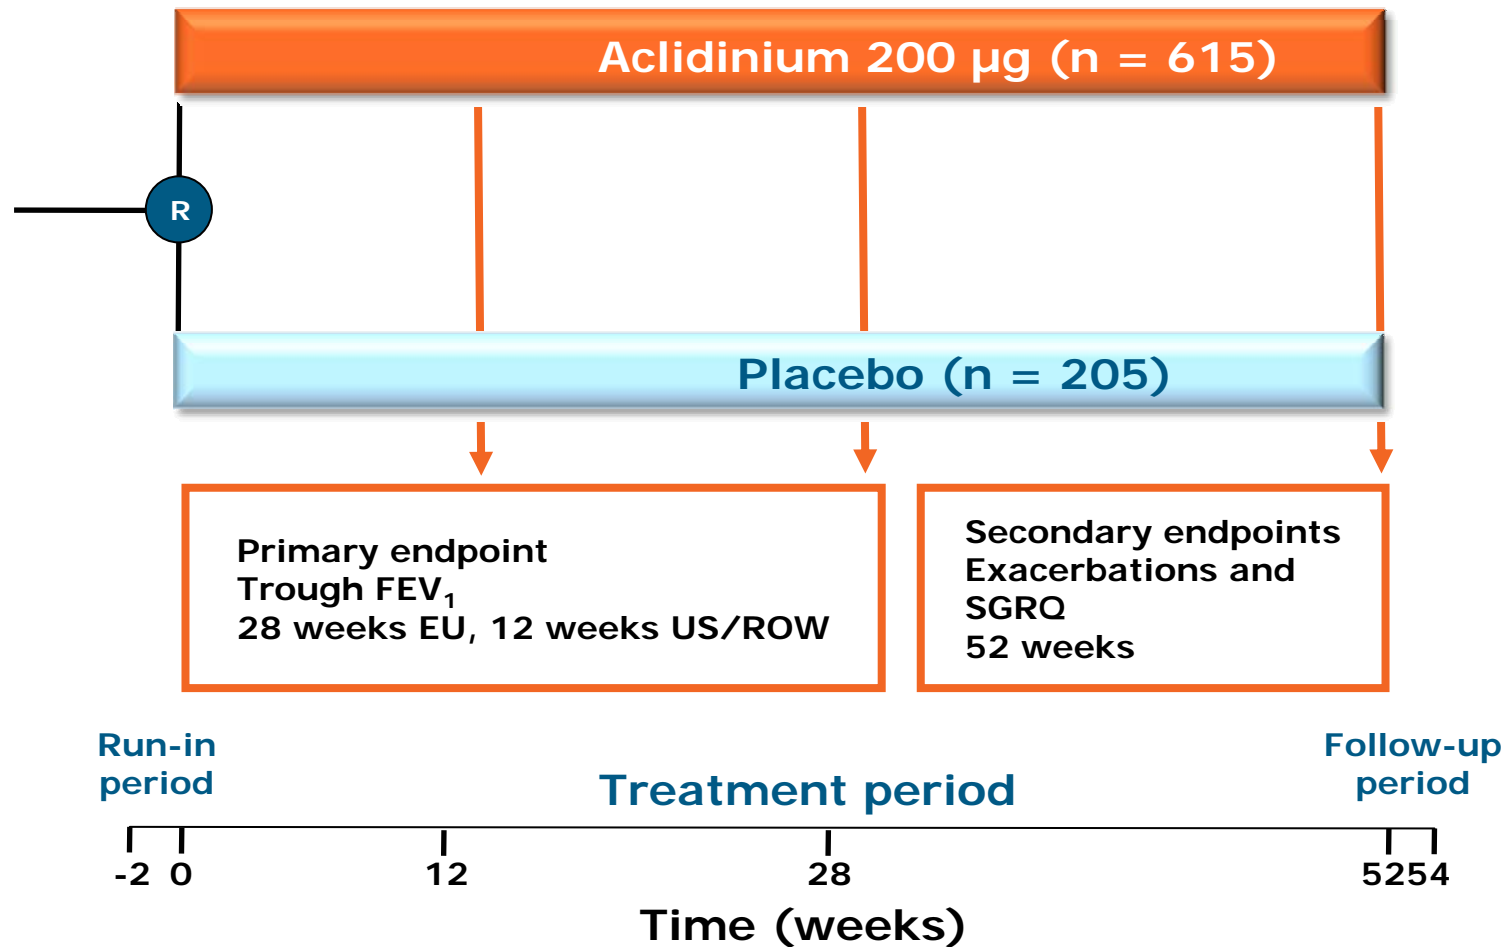 Aclidinium 200 µg (n = 615)
R
Placebo (n = 205)
Primary endpoint
Trough FEV₁
28 weeks EU, 12 weeks US/ROW
Secondary endpoints
Exacerbations and
SGRQ
52 weeks
Run-in
period
Treatment period
Follow-up
period
-2 0 12 28 52 54
Time (weeks)